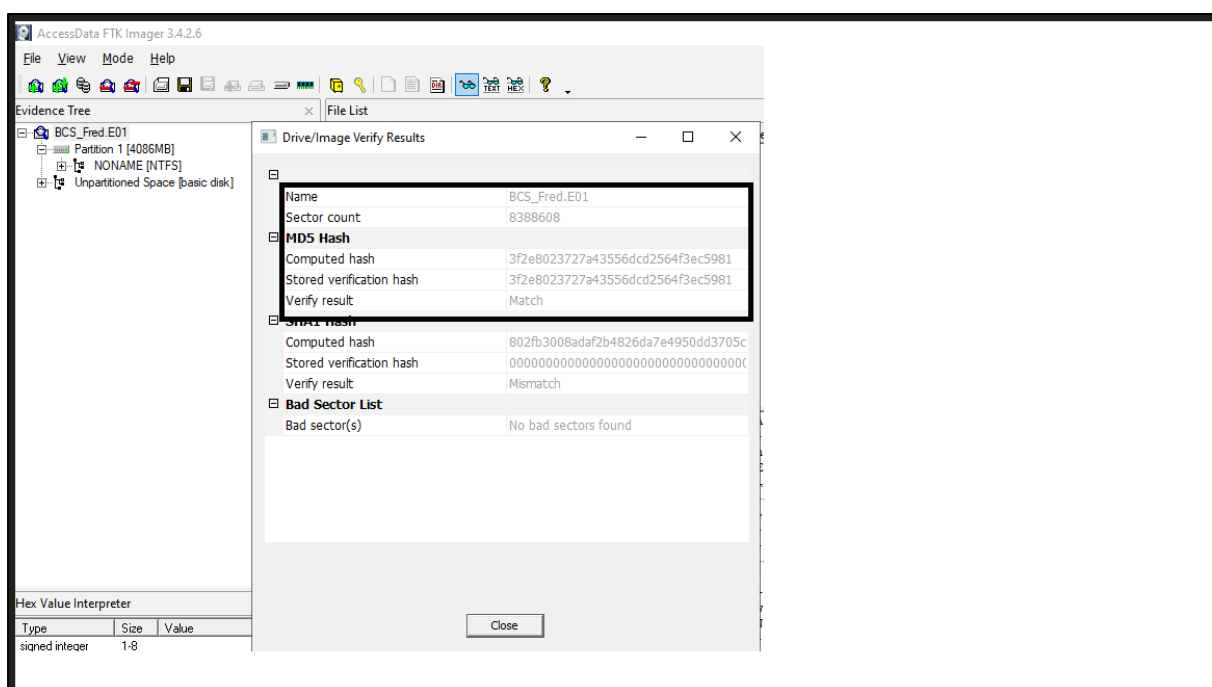 AccessData FTK Imager 3.4.2.6
File View Mode Help
Evidence Tree
File List
BCS_Fred.E01
Partition 1 [4086MB]
NONAME [NTFS]
Unpartitioned Space [basic disk]
Drive/Image Verify Results
Name BCS_Fred.E01
Sector count 8388608
MD5 Hash
Computed hash 3f2e8023727a43556dcd2564f3ec5981
Stored verification hash 3f2e8023727a43556dcd2564f3ec5981
Verify result Match
SHA1 Hash
Computed hash 802fb3008adaf2b4826da7e4950dd3705c
Stored verification hash 0000000000000000000000000000000000
Verify result Mismatch
Bad Sector List
Bad sector(s) No bad sectors found
Close
Hex Value Interpreter
Type Size Value
signed integer 1-8